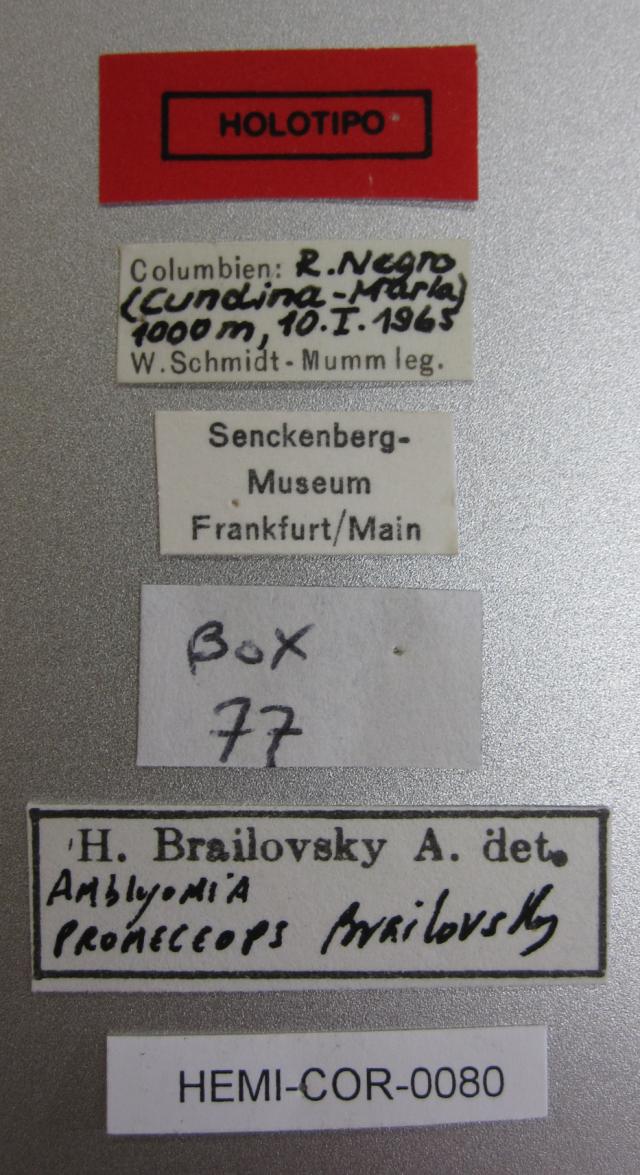 HOLOTIPO
Columbien: R. Negro
(Cundina-Marla)
1000m, 10.I.1965
W. Schmidt-Mumm leg.
Senckenberg-
Museum
Frankfurt/Main
BOX
77
H. Brailovsky A. det.
AMblyoMiA
PROMECEOPS Brailovsky
HEMI-COR-0080